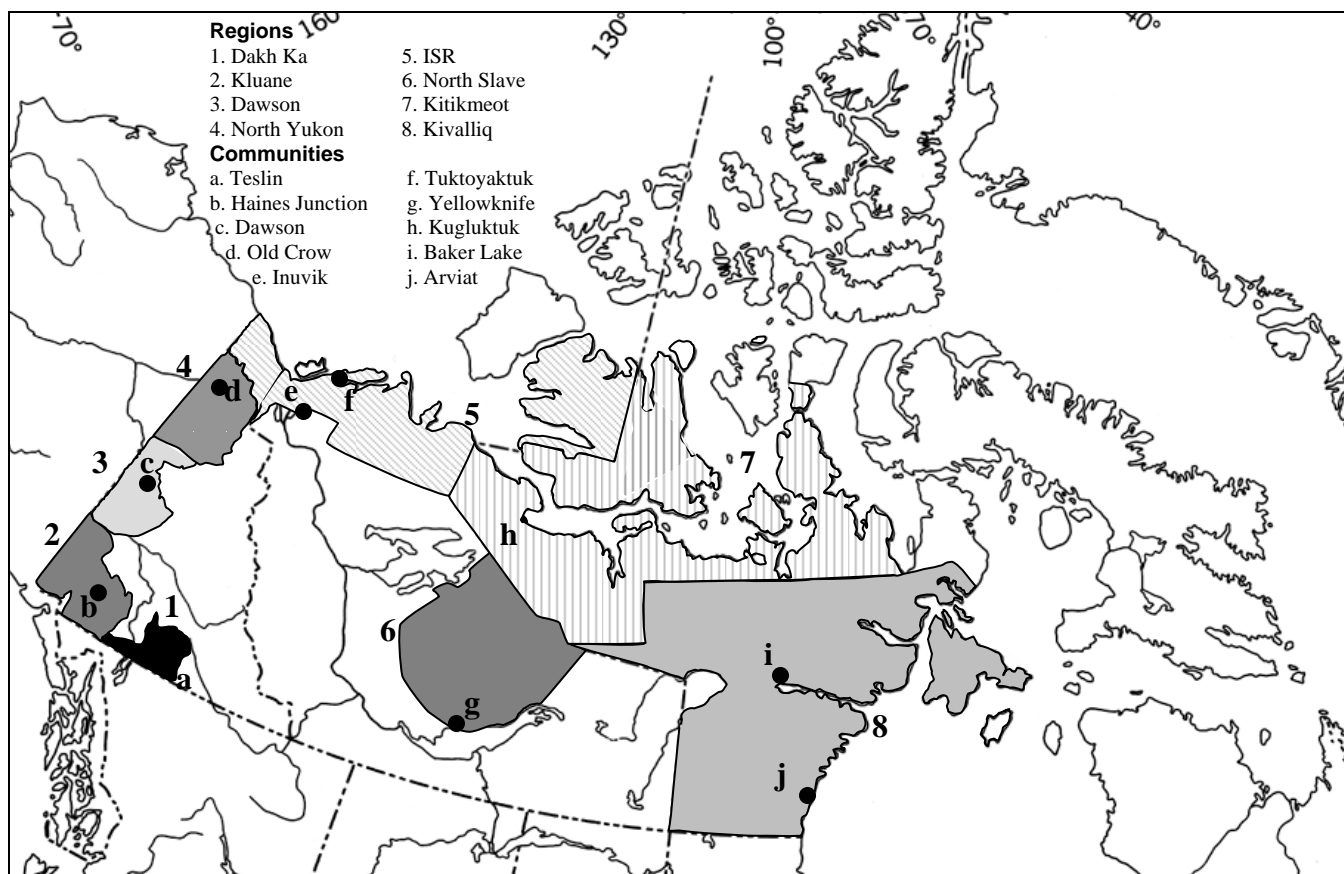 70° 160 130° 100° 70° 40°
Regions
1. Dakh Ka 5. ISR
2. Kluane 6. North Slave
3. Dawson 7. Kitikmeot
4. North Yukon 8. Kivalliq
Communities
a. Teslin f. Tuktoyaktuk
b. Haines Junction g. Yellowknife
c. Dawson h. Kugluktuk
d. Old Crow i. Baker Lake
e. Inuvik j. Arviat
4
d
e
f
5
3
c
7
2
h
b
1
6
a
i
g
8
j